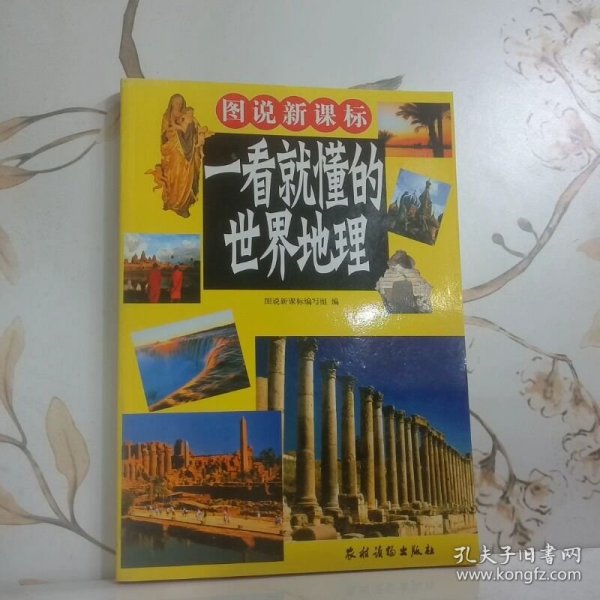 图说新课标
一看就懂的
世界地理
图说新课标编写组 编
农村读物出版社
孔夫子旧书网
www.kongfz.com